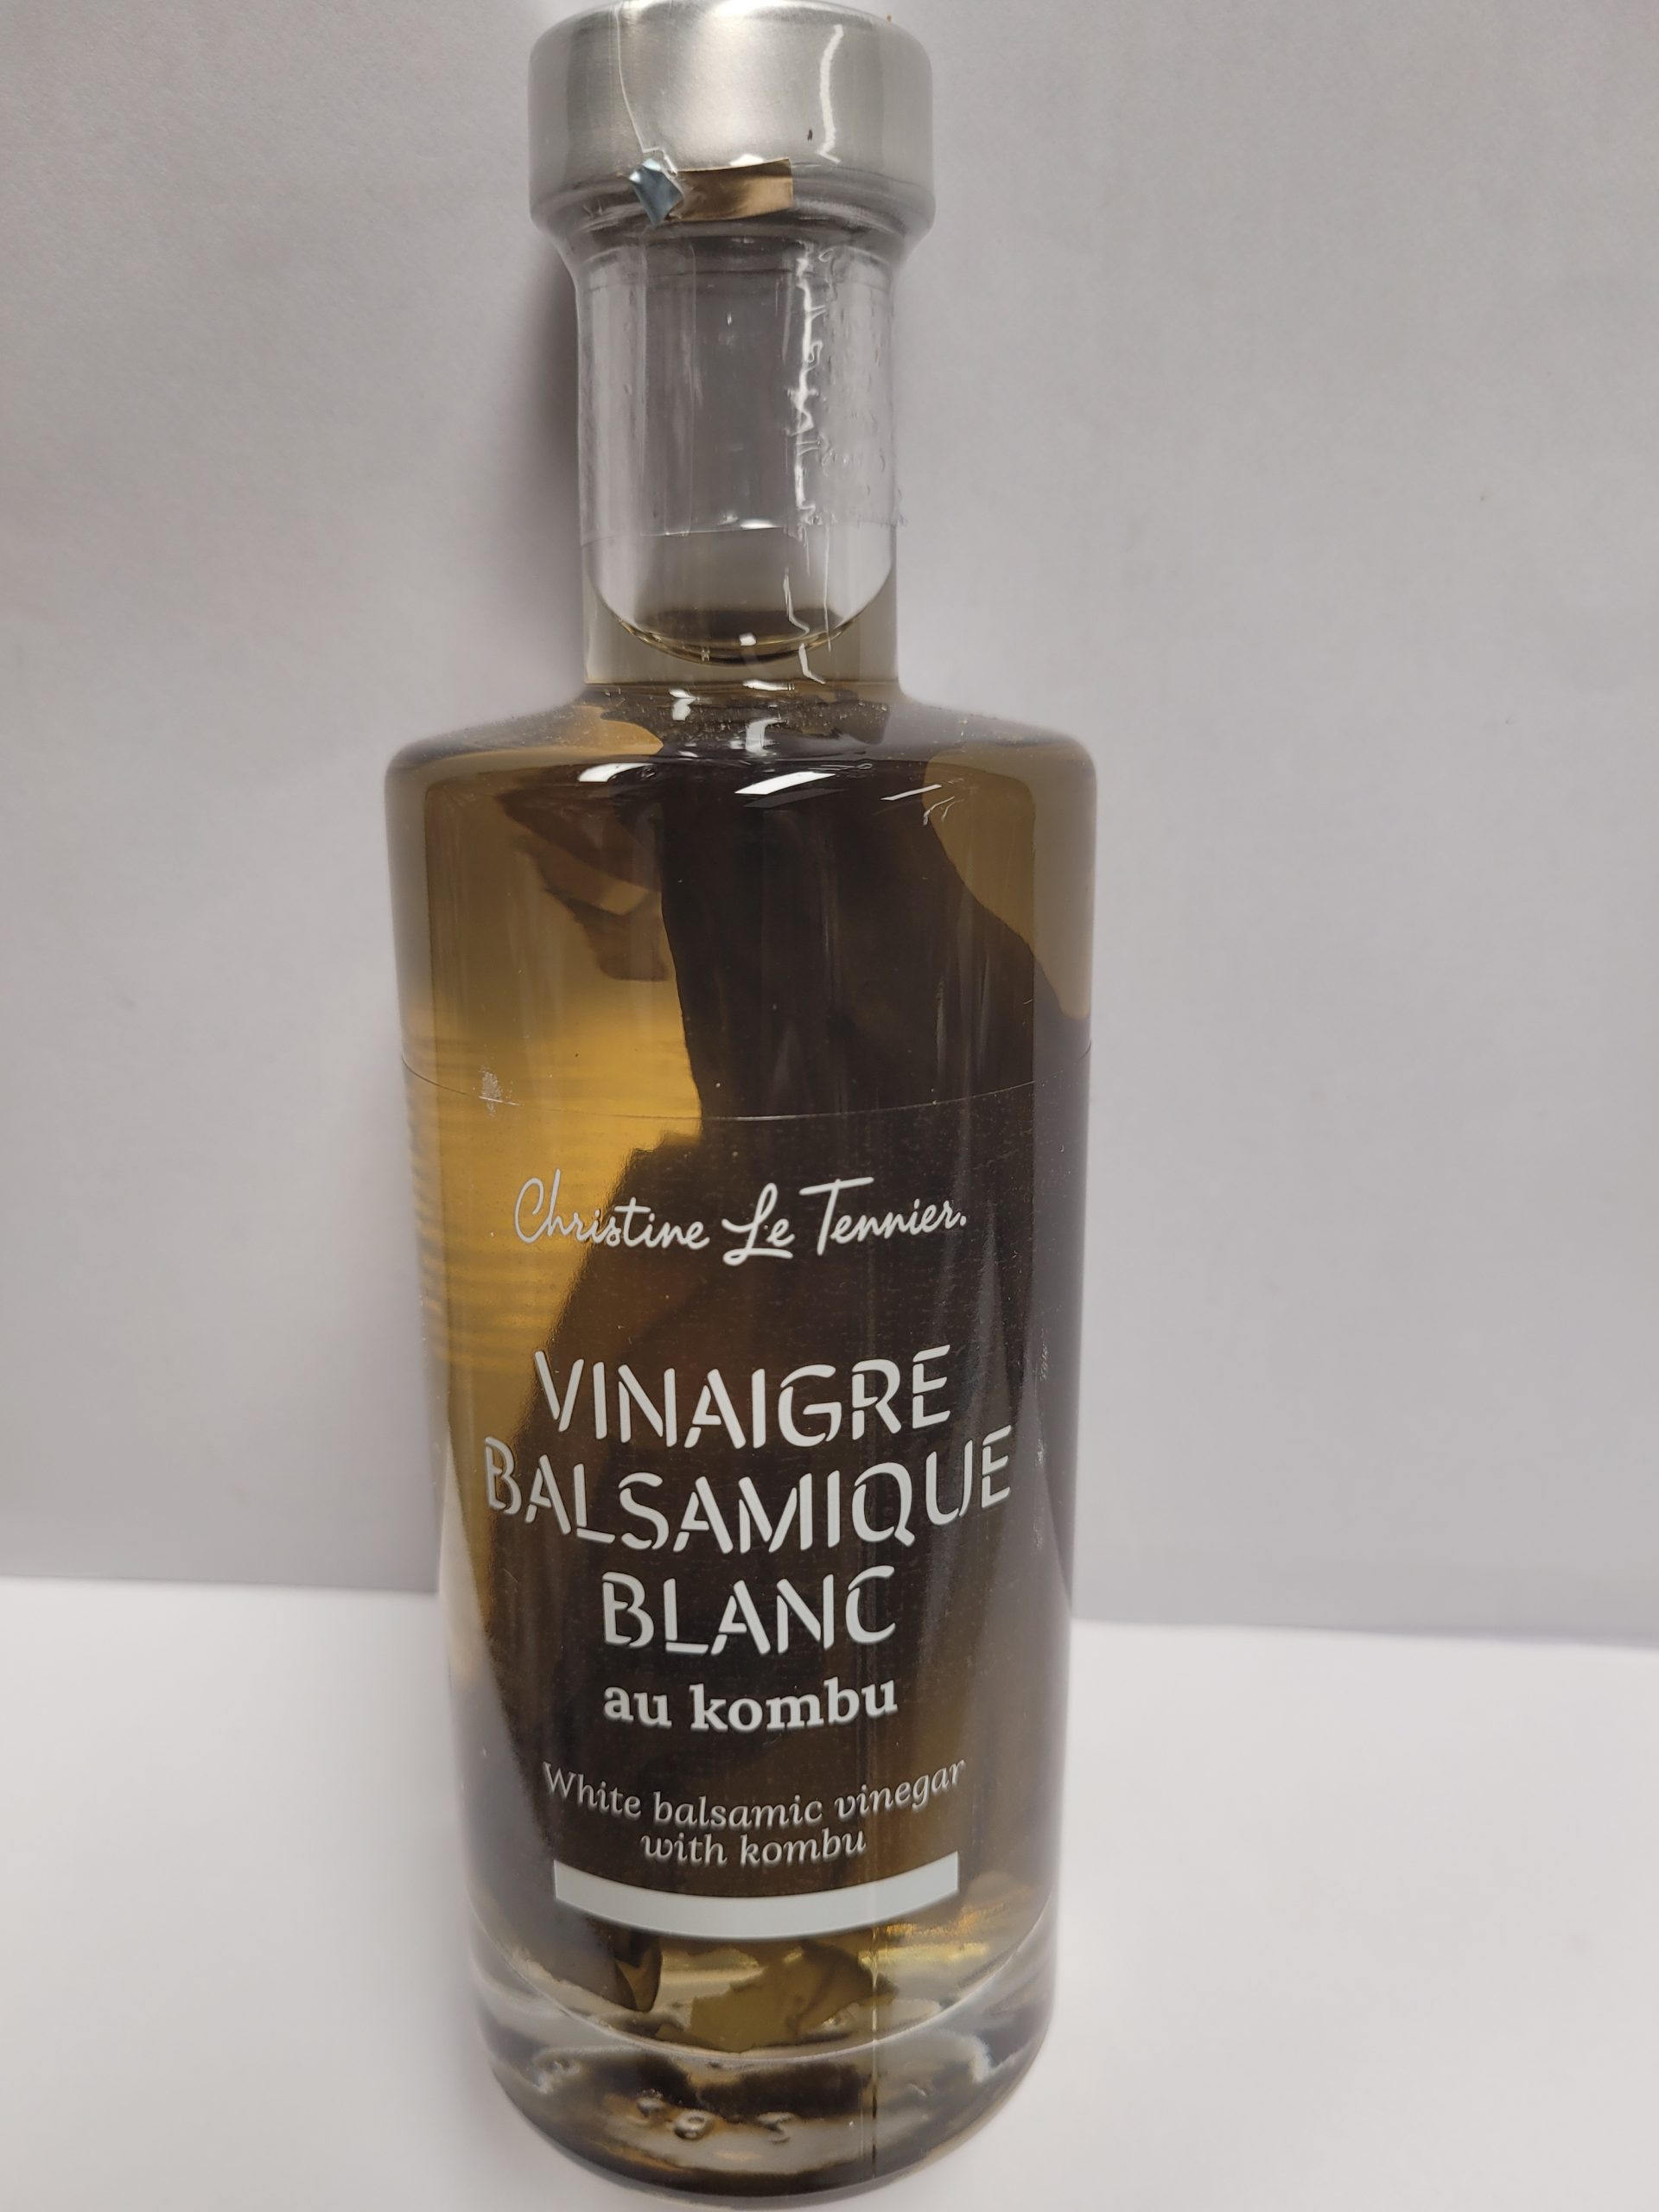 Christine Le Tennier.
VINAIGRE
BALSAMIQUE
BLANC
au kombu
White balsamic vinegar
with kombu